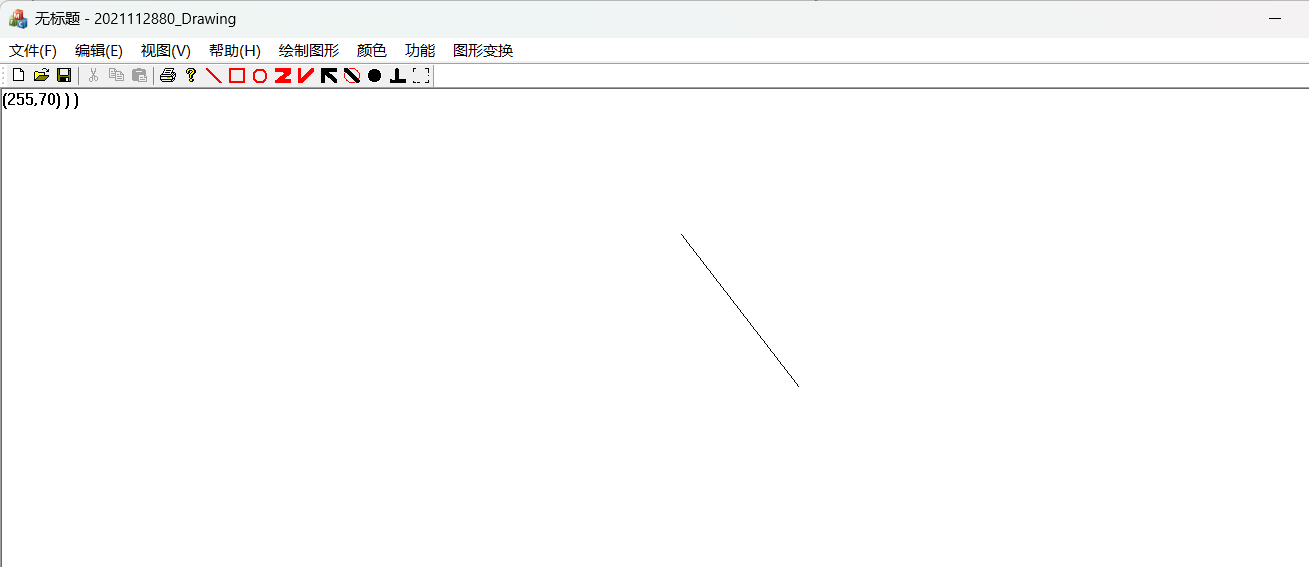 无标题 - 2021112880_Drawing
文件(F) 编辑(E) 视图(V) 帮助(H) 绘制图形 颜色 功能 图形变换
(255,70) ) )